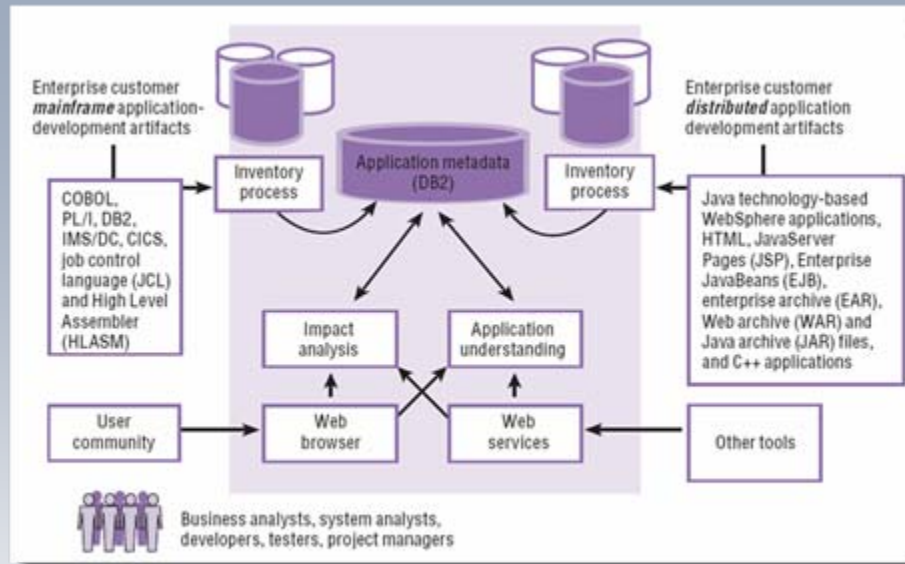 Enterprise customer
mainframe application-
development artifacts
COBOL,
PL/I, DB2,
IMS/DC, CICS,
job control
language (JCL)
and High Level
Assembler
(HLASM)
Inventory
process
Application metadata
(DB2)
Inventory
process
Enterprise customer
distributed application
development artifacts
Java technology-based
WebSphere applications,
HTML, JavaServer
Pages (JSP), Enterprise
JavaBeans (EJB),
enterprise archive (EAR),
Web archive (WAR) and
Java archive (JAR) files,
and C++ applications
Impact
analysis
Application
understanding
User
community
Web
browser
Web
services
Other tools
Business analysts, system analysts,
developers, testers, project managers